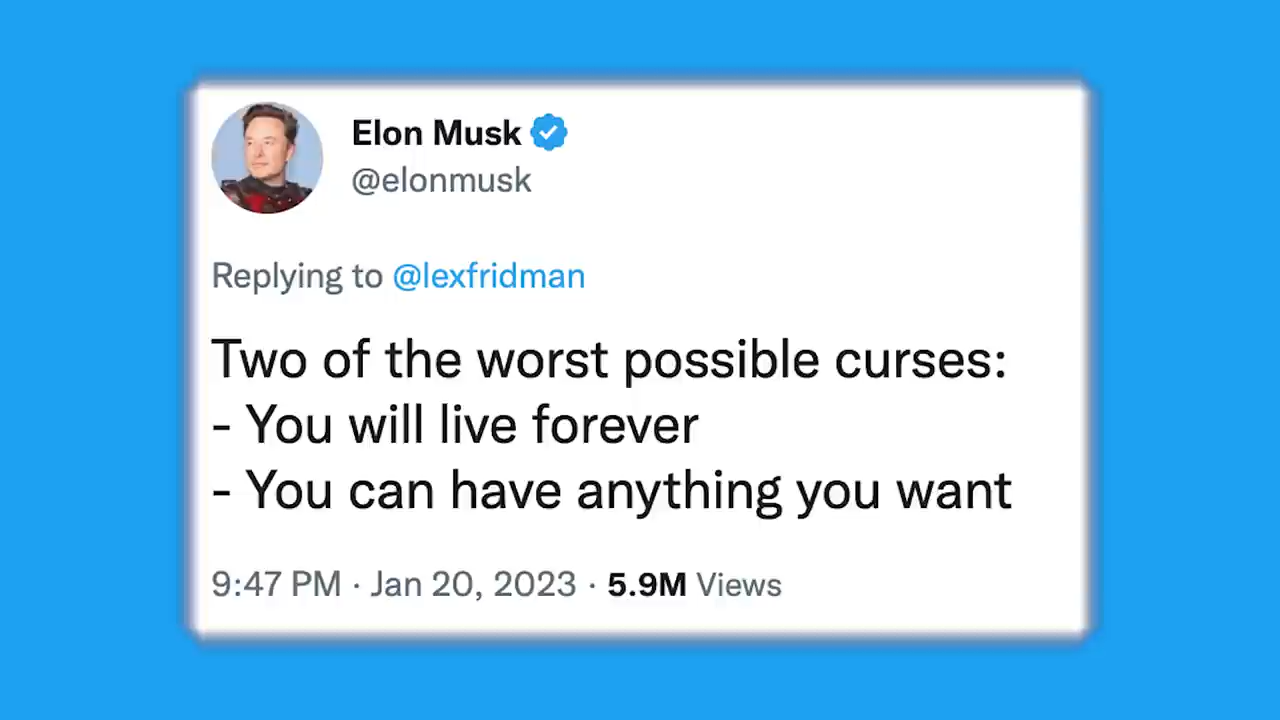 Elon Musk
@elonmusk
Replying to @lexfridman
Two of the worst possible curses:
- You will live forever
- You can have anything you want
9:47 PM · Jan 20, 2023 · 5.9M Views